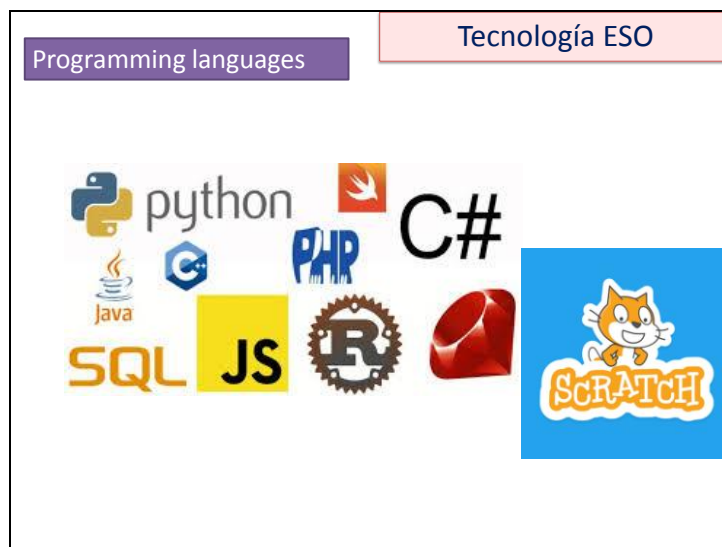 Tecnología ESO
Programming languages
python
C#
C++
PHP
Java
SQL
JS
R
SCRATCH